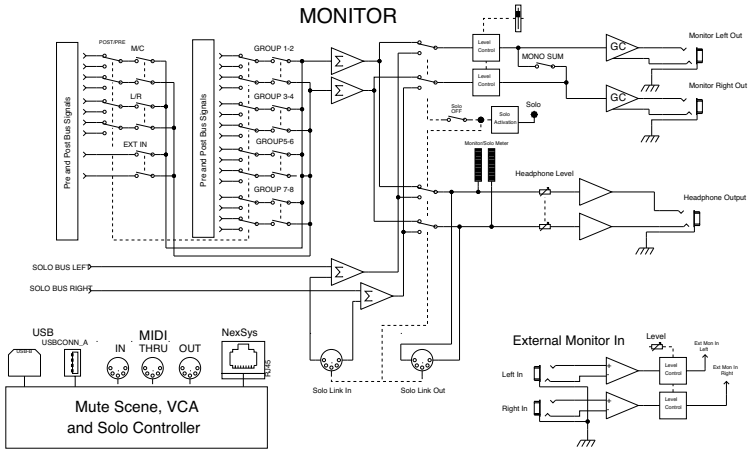 MONITOR
POST/PRE
M/C
L/R
EXT IN
Pre and Post Bus Signals
Pre and Post Bus Signals
GROUP 1-2
GROUP 3-4
GROUP5-6
GROUP 7-8
Σ
Σ
Level Control
Level Control
MONO SUM
GC
GC
Monitor Left Out
Monitor Right Out
Solo OFF
Solo Activation
Solo
Monitor/Solo Meter
Headphone Level
Headphone Output
SOLO BUS LEFT
SOLO BUS RIGHT
Σ
Σ
Solo Link In
Solo Link Out
USB
USB-B
USBCONN_A
MIDI
IN
THRU
OUT
NexSys
RJ45
Mute Scene, VCA
and Solo Controller
External Monitor In
Level
Left In
Right In
+
-
+
-
Level Control
Level Control
Ext Mon In
Left
Ext Mon In
Right